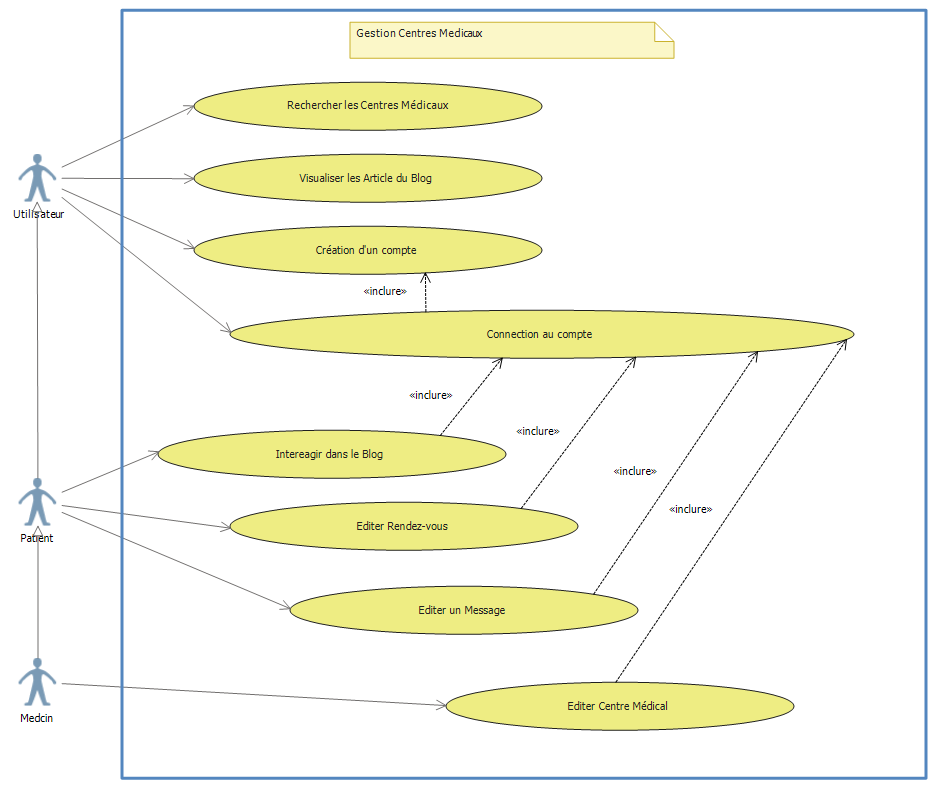 Gestion Centres Medicaux
Rechercher les Centres Médicaux
Visualiser les Article du Blog
Utilisateur
Création d'un compte
«inclure»
Connection au compte
«inclure»
«inclure»
Intereagir dans le Blog
«inclure»
«inclure»
Editer Rendez-vous
Patient
Editer un Message
Editer Centre Médical
Medcin